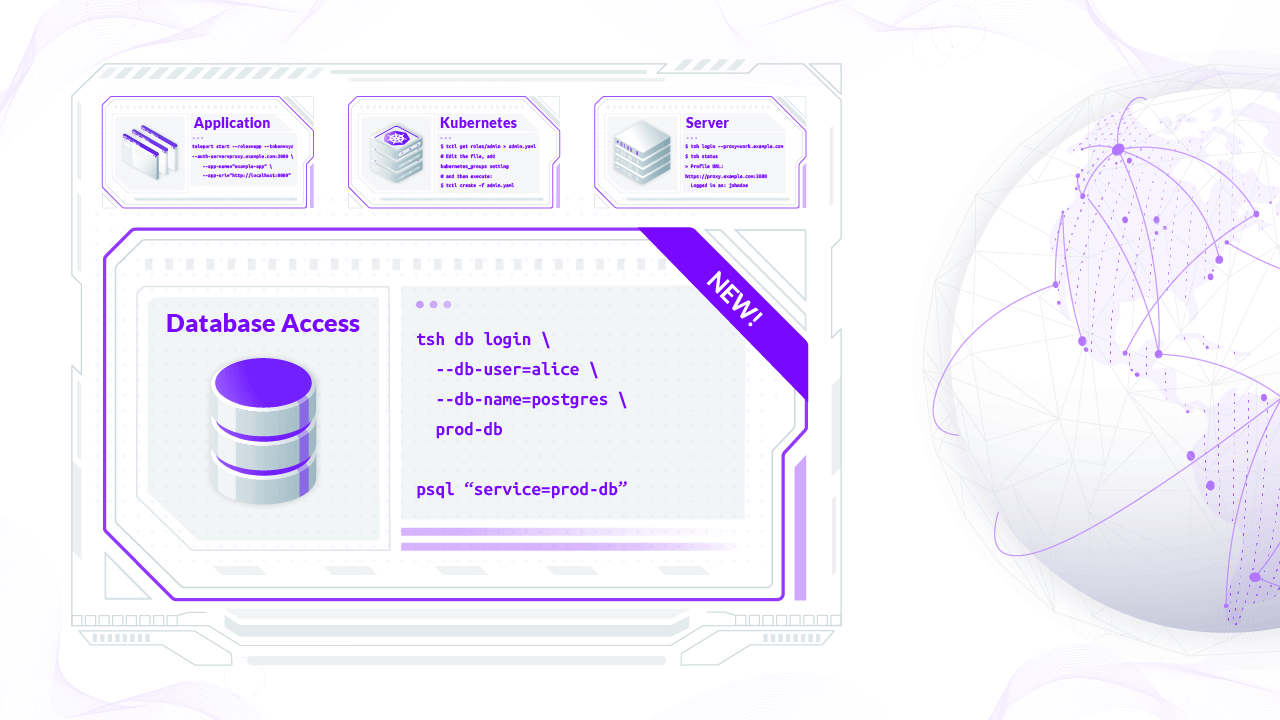 Application
teleport start --roles=app --token=xyz
--auth-server=proxy.example.com:3080 \
--app-name="example-app" \
--app-uri="http://localhost:8080"
Kubernetes
$ tctl get roles/admin > admin.yaml
# Edit the file, add
kubernetes_groups setting
# and then execute:
$ tctl create -f admin.yaml
Server
$ tsh login --proxy=work.example.com
$ tsh status
> Profile URL:
https://proxy.example.com:3080
Logged in as: johndoe
NEW!
Database Access
tsh db login \
--db-user=alice \
--db-name=postgres \
prod-db
psql “service=prod-db”